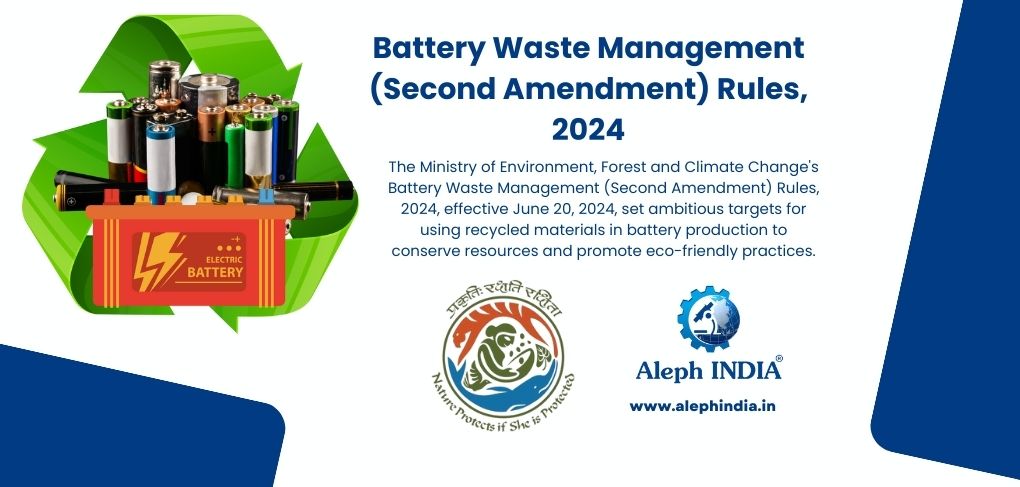 Battery Waste Management
(Second Amendment) Rules,
2024
The Ministry of Environment, Forest and Climate Change's
Battery Waste Management (Second Amendment) Rules,
2024, effective June 20, 2024, set ambitious targets for
using recycled materials in battery production to
conserve resources and promote eco-friendly practices.
ELECTRIC
BATTERY
प्रकृतिः रक्षति रक्षिता
Nature Protects if She is Protected
Aleph INDIA®
www.alephindia.in